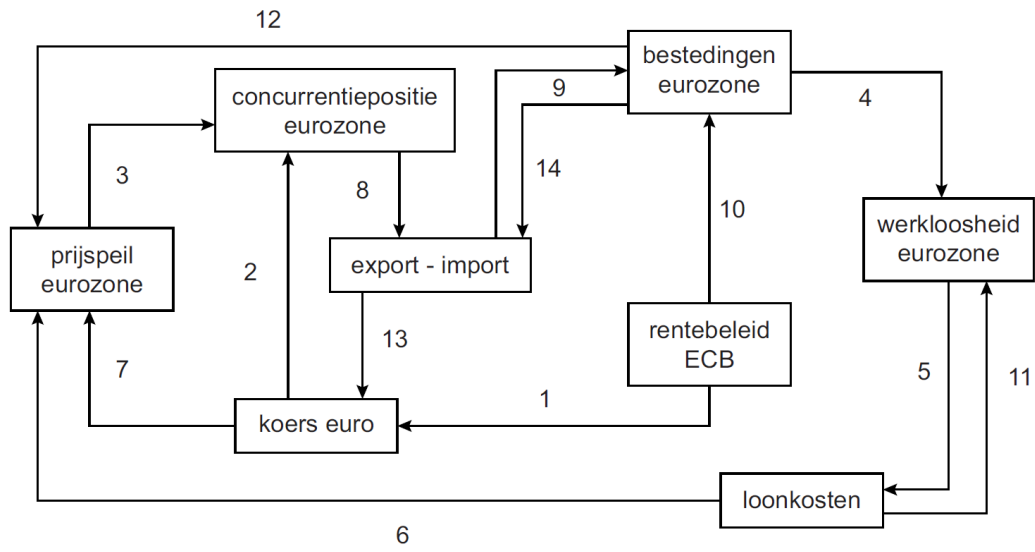 12
bestedingen
eurozone
9
4
concurrentiepositie
eurozone
3
8
14
10
werkloosheid
eurozone
prijspeil
eurozone
2
export - import
13
rentebeleid
ECB
7
1
5
11
koers euro
loonkosten
6